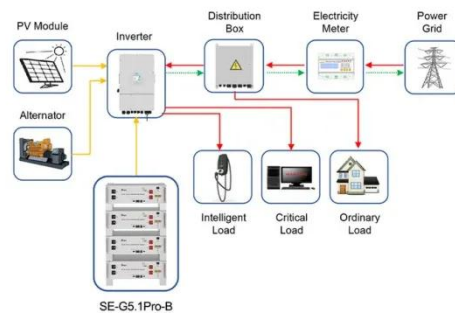 PV Module
Inverter
Distribution
Box
Electricity
Meter
Power
Grid
Alternator
Intelligent
Load
Critical
Load
Ordinary
Load
SE-G5.1Pro-B